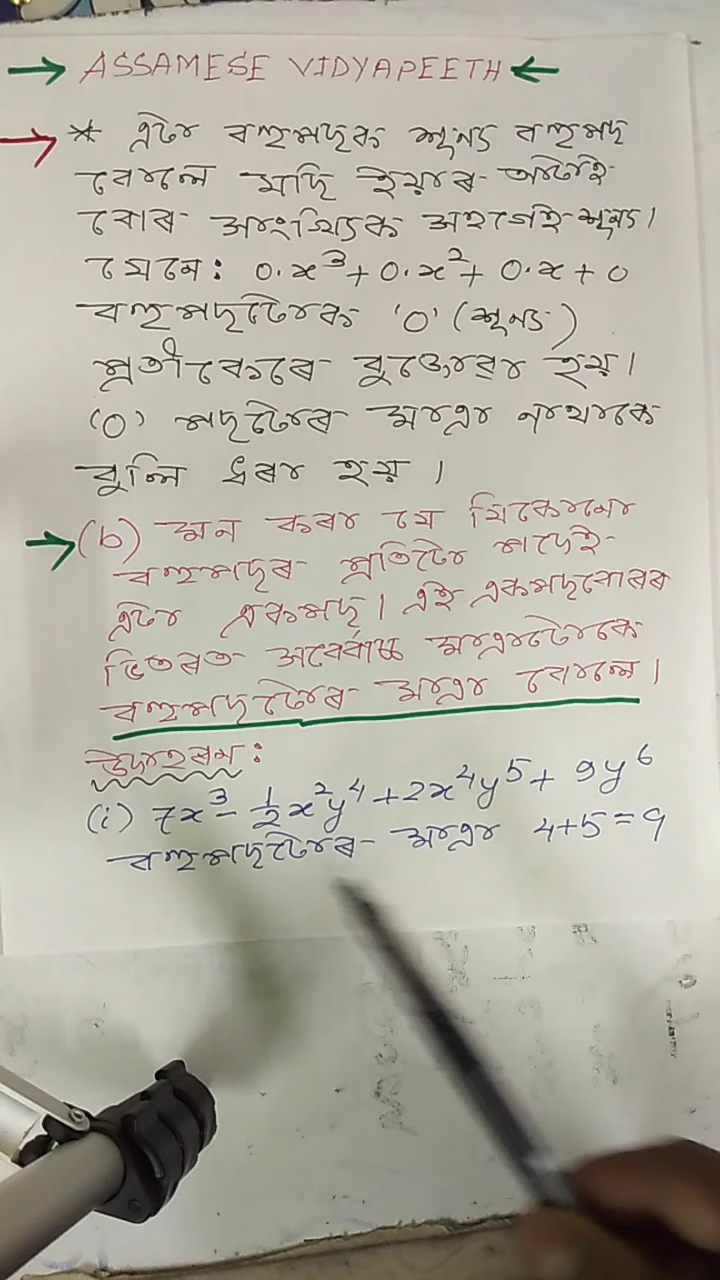 → ASSAMESE VIDYAPEETH ←
→ * এটা বহুপদক শূন্য বহুপদ
বোলে যদি ইয়াৰ আটাই
বোৰ সাংখ্যিক সহগেই শূন্য।
যেনে: 0.x³ + 0.x² + 0.x + 0
বহুপদটোক '0' (শূন্য)
প্ৰতীকেৰে বুজোৱা হয়।
(0) পদটোৰ মাত্ৰা নাথাকে
বুলি ধৰা হয়।
→ (b) মন কৰা যে যিকোনো
বহুপদৰ প্ৰতিটো পদেই
এটা একপদ। এই একপদবোৰৰ
ভিতৰত সৰ্বোচ্চ মাত্ৰাটোকে
বহুপদটোৰ মাত্ৰা বোলে।
উদাহৰণ:
(i) 7x³ - ½x²y⁴ + 2x⁴y⁵ + 9y⁶
বহুপদটোৰ মাত্ৰা 4+5=9